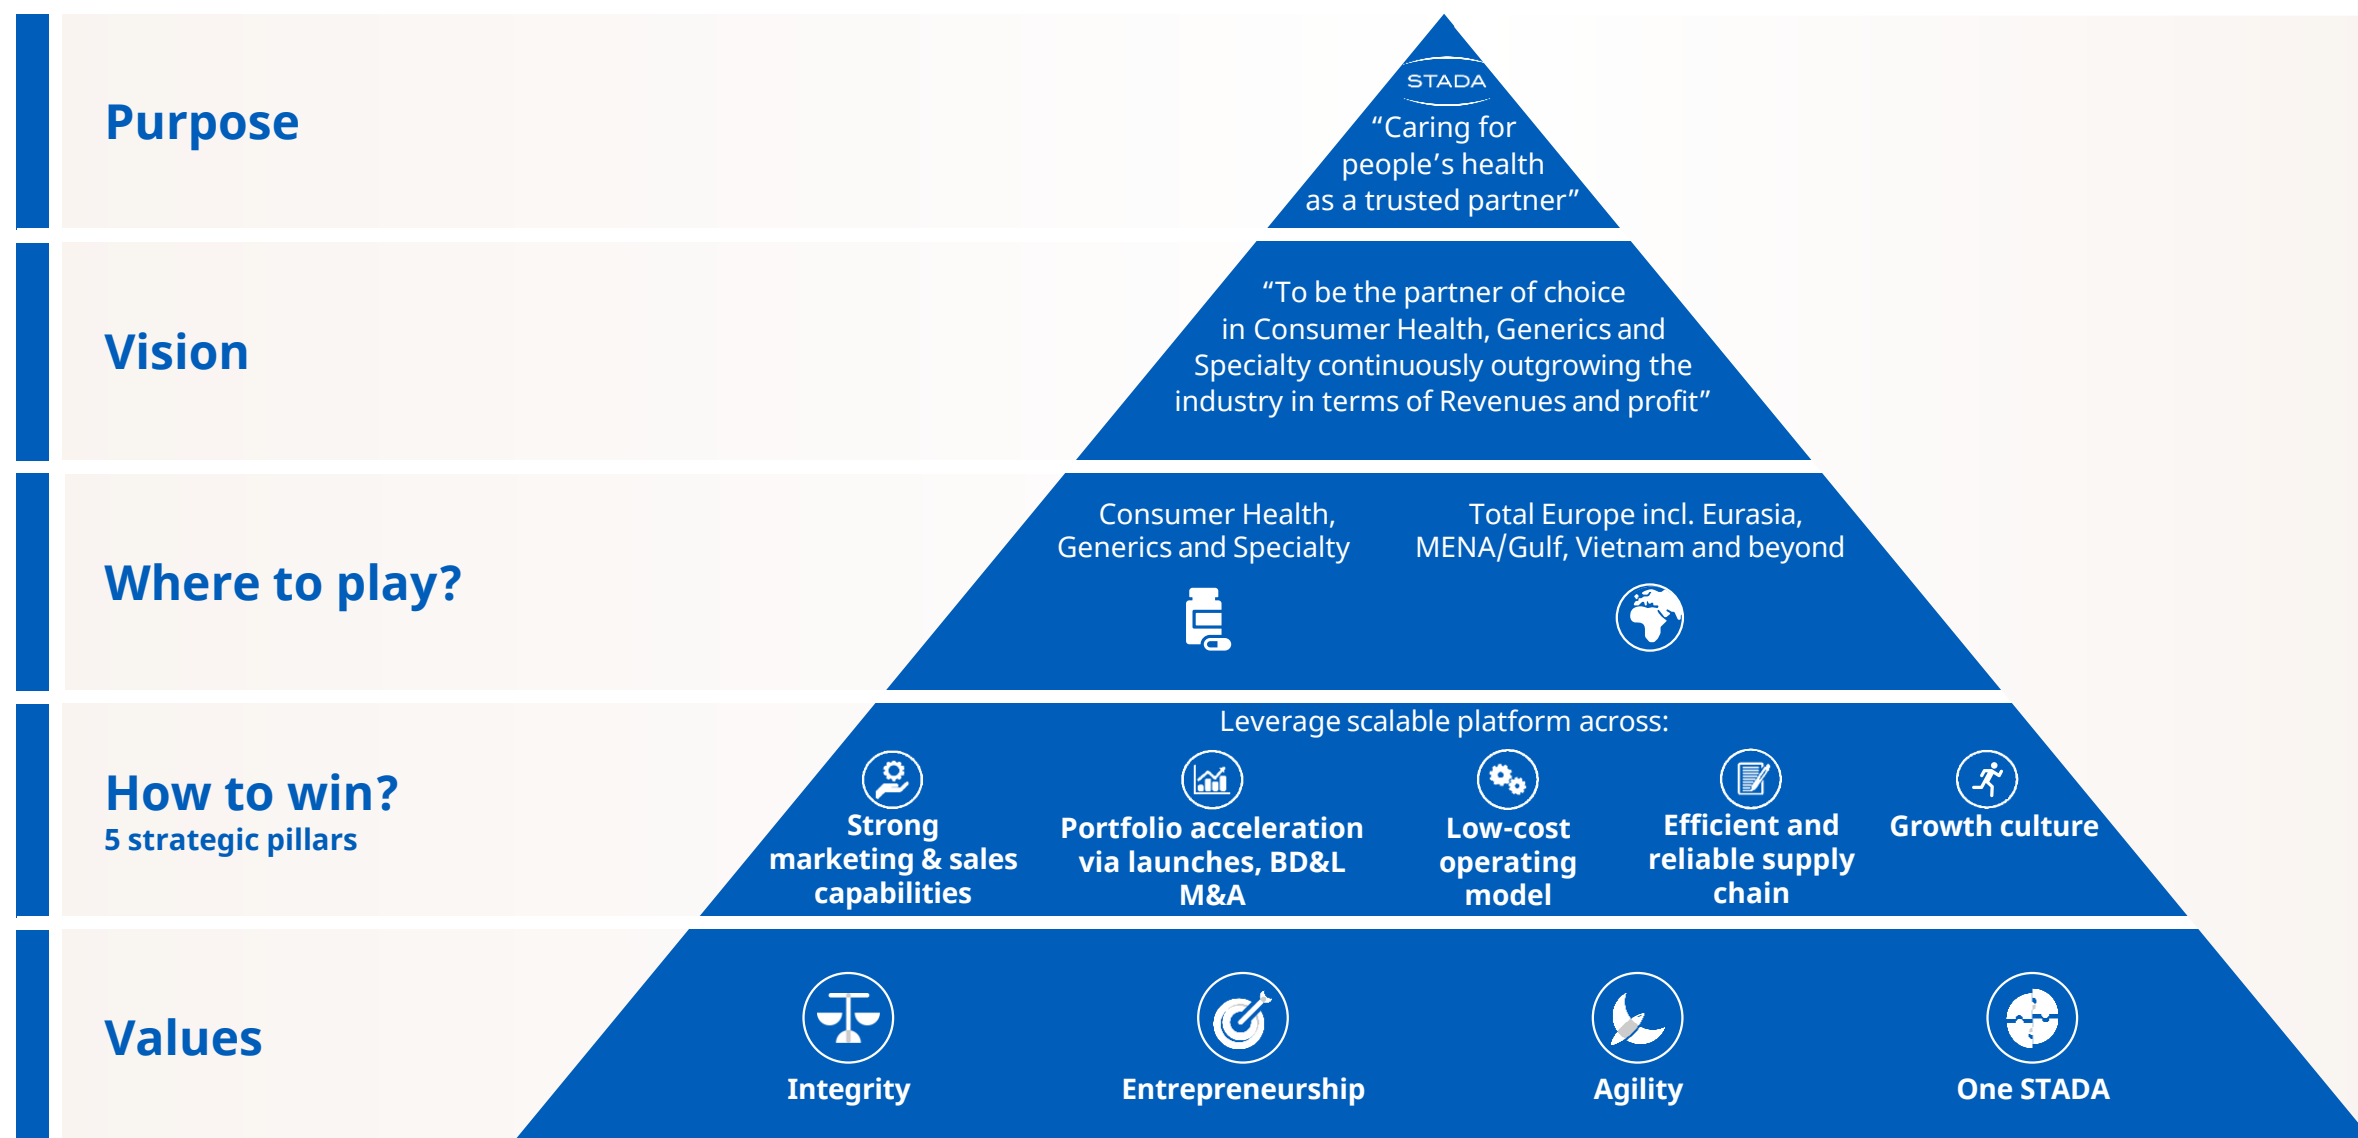 Purpose
STADA
“Caring for
people’s health
as a trusted partner”
Vision
“To be the partner of choice
in Consumer Health, Generics and
Specialty continuously outgrowing the
industry in terms of Revenues and profit”
Where to play?
Consumer Health,
Generics and Specialty
Total Europe incl. Eurasia,
MENA/Gulf, Vietnam and beyond
How to win?
5 strategic pillars
Leverage scalable platform across:
Strong
marketing & sales
capabilities
Portfolio acceleration
via launches, BD&L
M&A
Low-cost
operating
model
Efficient and
reliable supply
chain
Growth culture
Values
Integrity
Entrepreneurship
Agility
One STADA